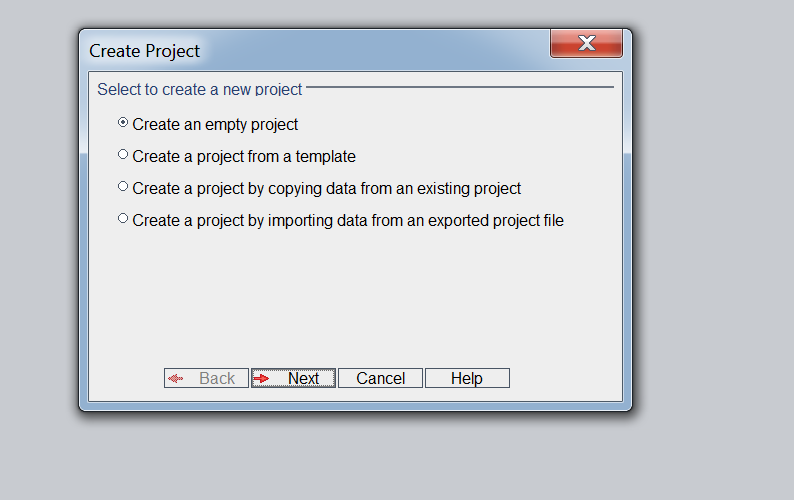 Create Project
Select to create a new project
Create an empty project
Create a project from a template
Create a project by copying data from an existing project
Create a project by importing data from an exported project file
Back Next Cancel Help